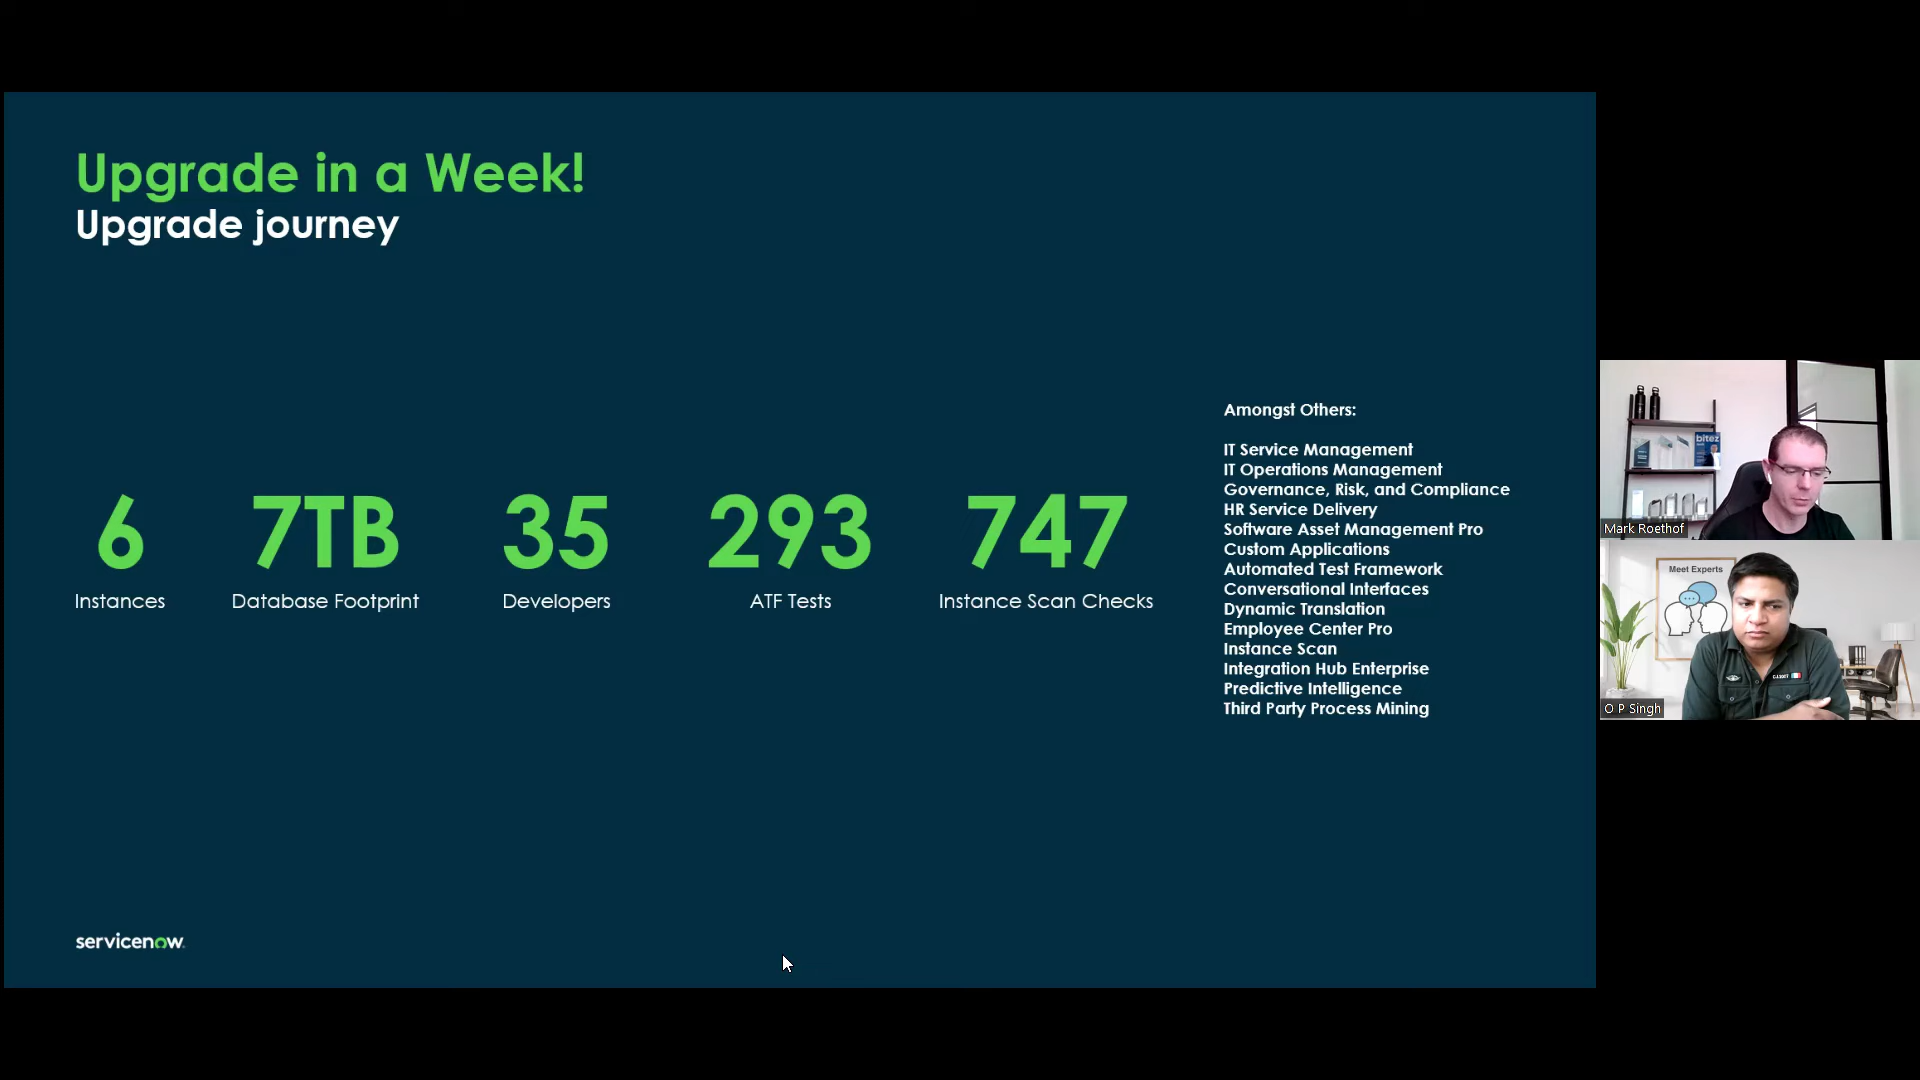 Upgrade in a Week!
Upgrade journey
6
Instances
7TB
Database Footprint
35
Developers
293
ATF Tests
747
Instance Scan Checks
Amongst Others:
IT Service Management
IT Operations Management
Governance, Risk, and Compliance
HR Service Delivery
Software Asset Management Pro
Custom Applications
Automated Test Framework
Conversational Interfaces
Dynamic Translation
Employee Center Pro
Instance Scan
Integration Hub Enterprise
Predictive Intelligence
Third Party Process Mining
servicenow
bitez
Mark Roethof
Meet Experts
O P Singh